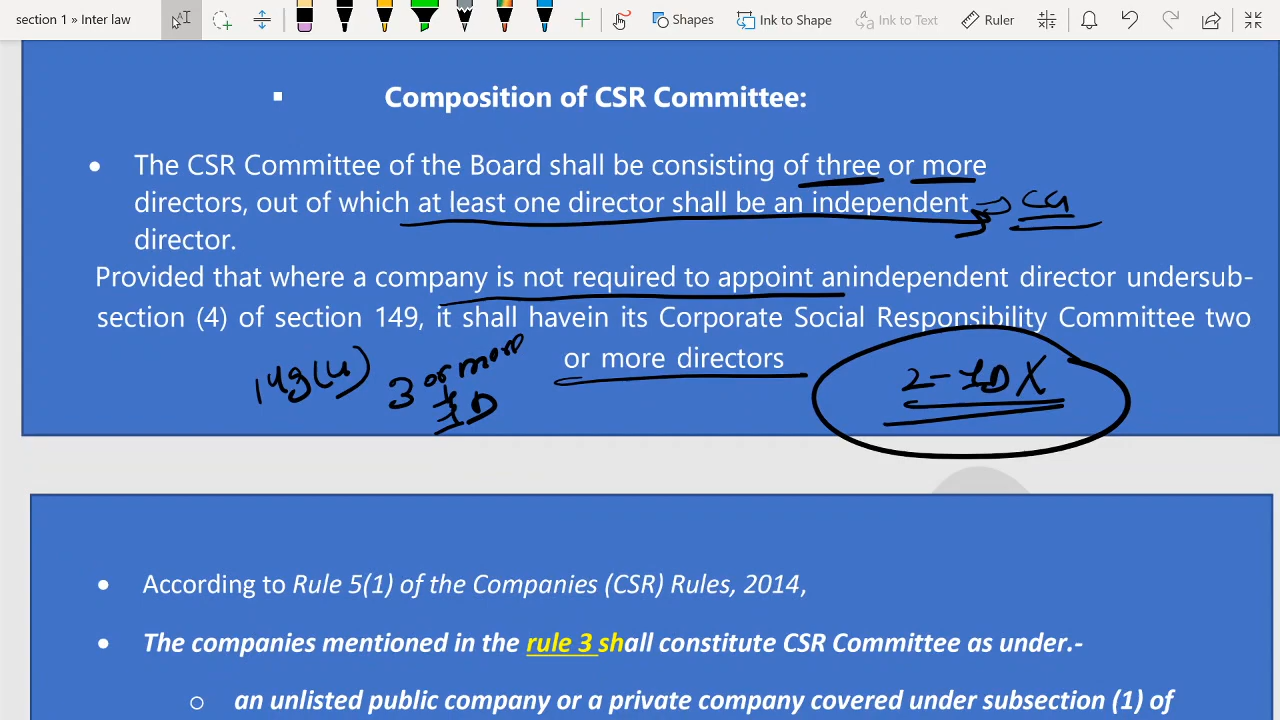 section 1 » Inter law
Shapes
Ink to Shape
Ink to Text
Ruler
▪ Composition of CSR Committee:
• The CSR Committee of the Board shall be consisting of three or more
directors, out of which at least one director shall be an independent
director.
Provided that where a company is not required to appoint anindependent director undersub-
section (4) of section 149, it shall havein its Corporate Social Responsibility Committee two
or more directors
149(4)
3 or more
1D
2 - ID X
• According to Rule 5(1) of the Companies (CSR) Rules, 2014,
• The companies mentioned in the rule 3 shall constitute CSR Committee as under.-
o an unlisted public company or a private company covered under subsection (1) of